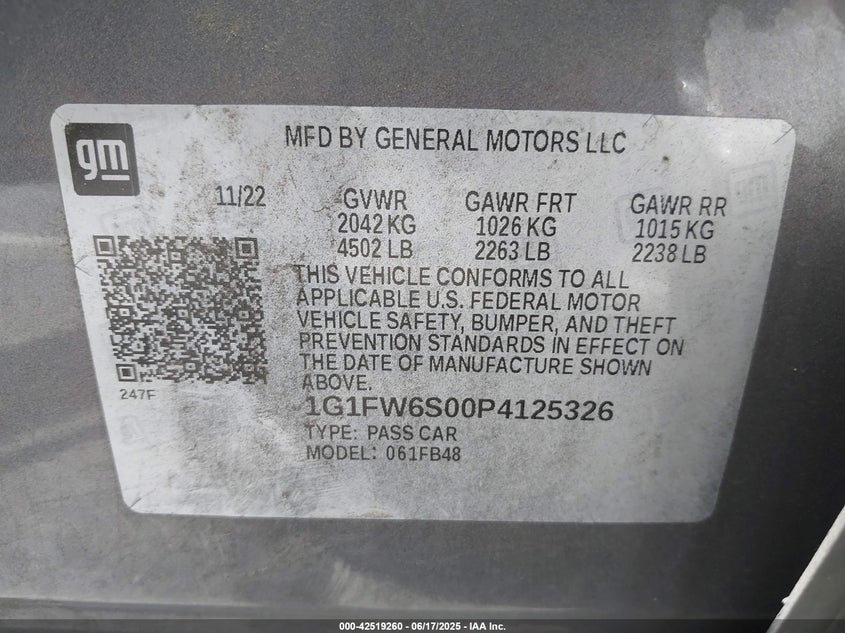 gm
MFD BY GENERAL MOTORS LLC
11/22
GVWR
2042 KG
4502 LB
GAWR FRT
1026 KG
2263 LB
GAWR RR
1015 KG
2238 LB
THIS VEHICLE CONFORMS TO ALL
APPLICABLE U.S. FEDERAL MOTOR
VEHICLE SAFETY, BUMPER, AND THEFT
PREVENTION STANDARDS IN EFFECT ON
THE DATE OF MANUFACTURE SHOWN
ABOVE.
247F
1G1FW6S00P4125326
TYPE: PASS CAR
MODEL: 061FB48
000-42519260 - 06/17/2025 - IAA Inc.